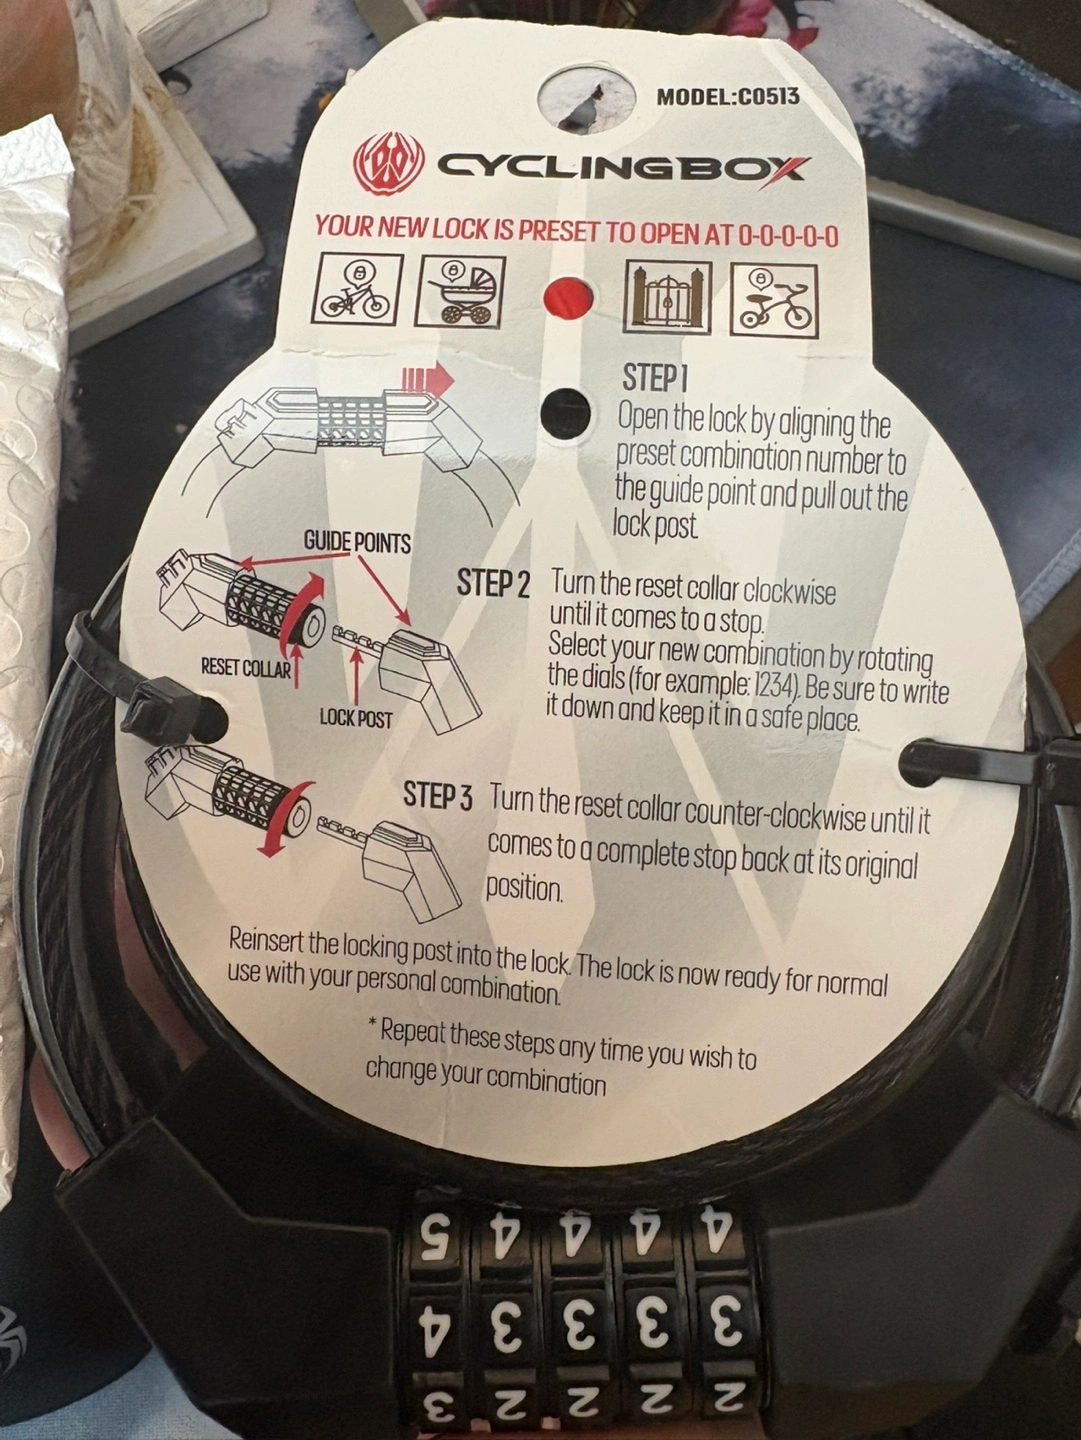 MODEL:C0513
CYCLINGBOX
YOUR NEW LOCK IS PRESET TO OPEN AT 0-0-0-0-0
STEP 1
Open the lock by aligning the
preset combination number to
the guide point and pull out the
lock post.
GUIDE POINTS
RESET COLLAR
LOCK POST
STEP 2
Turn the reset collar clockwise
until it comes to a stop.
Select your new combination by rotating
the dials (for example: 1234). Be sure to write
it down and keep it in a safe place.
STEP 3
Turn the reset collar counter-clockwise until it
comes to a complete stop back at its original
position.
Reinsert the locking post into the lock. The lock is now ready for normal
use with your personal combination.
* Repeat these steps any time you wish to
change your combination
5 4 4 4 4
4 3 3 3 3
3 2 2 2 2